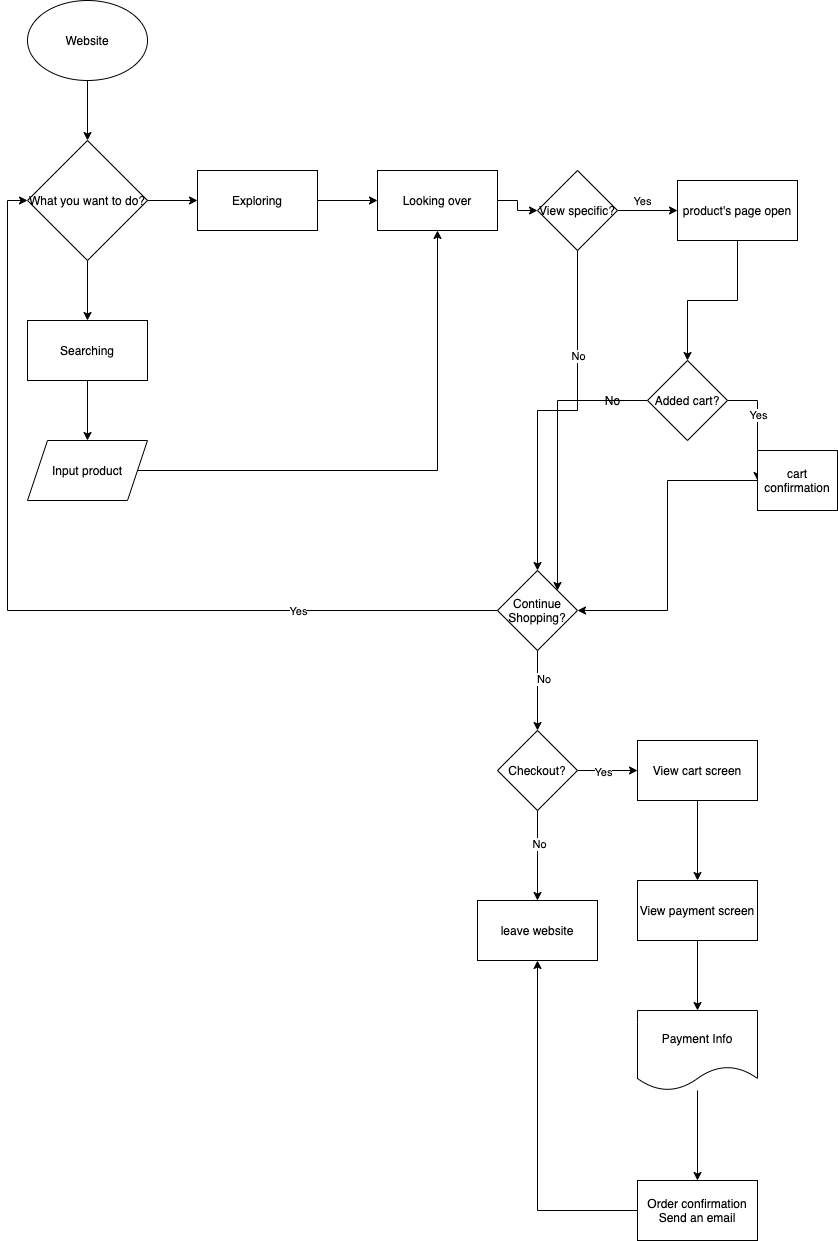 Website
What you want to do?
Exploring
Looking over
View specific?
Yes
product's page open
Searching
No
Added cart?
No
Yes
Input product
cart
confirmation
Continue
Shopping?
Yes
No
Checkout?
Yes
View cart screen
No
leave website
View payment screen
Payment Info
Order confirmation
Send an email